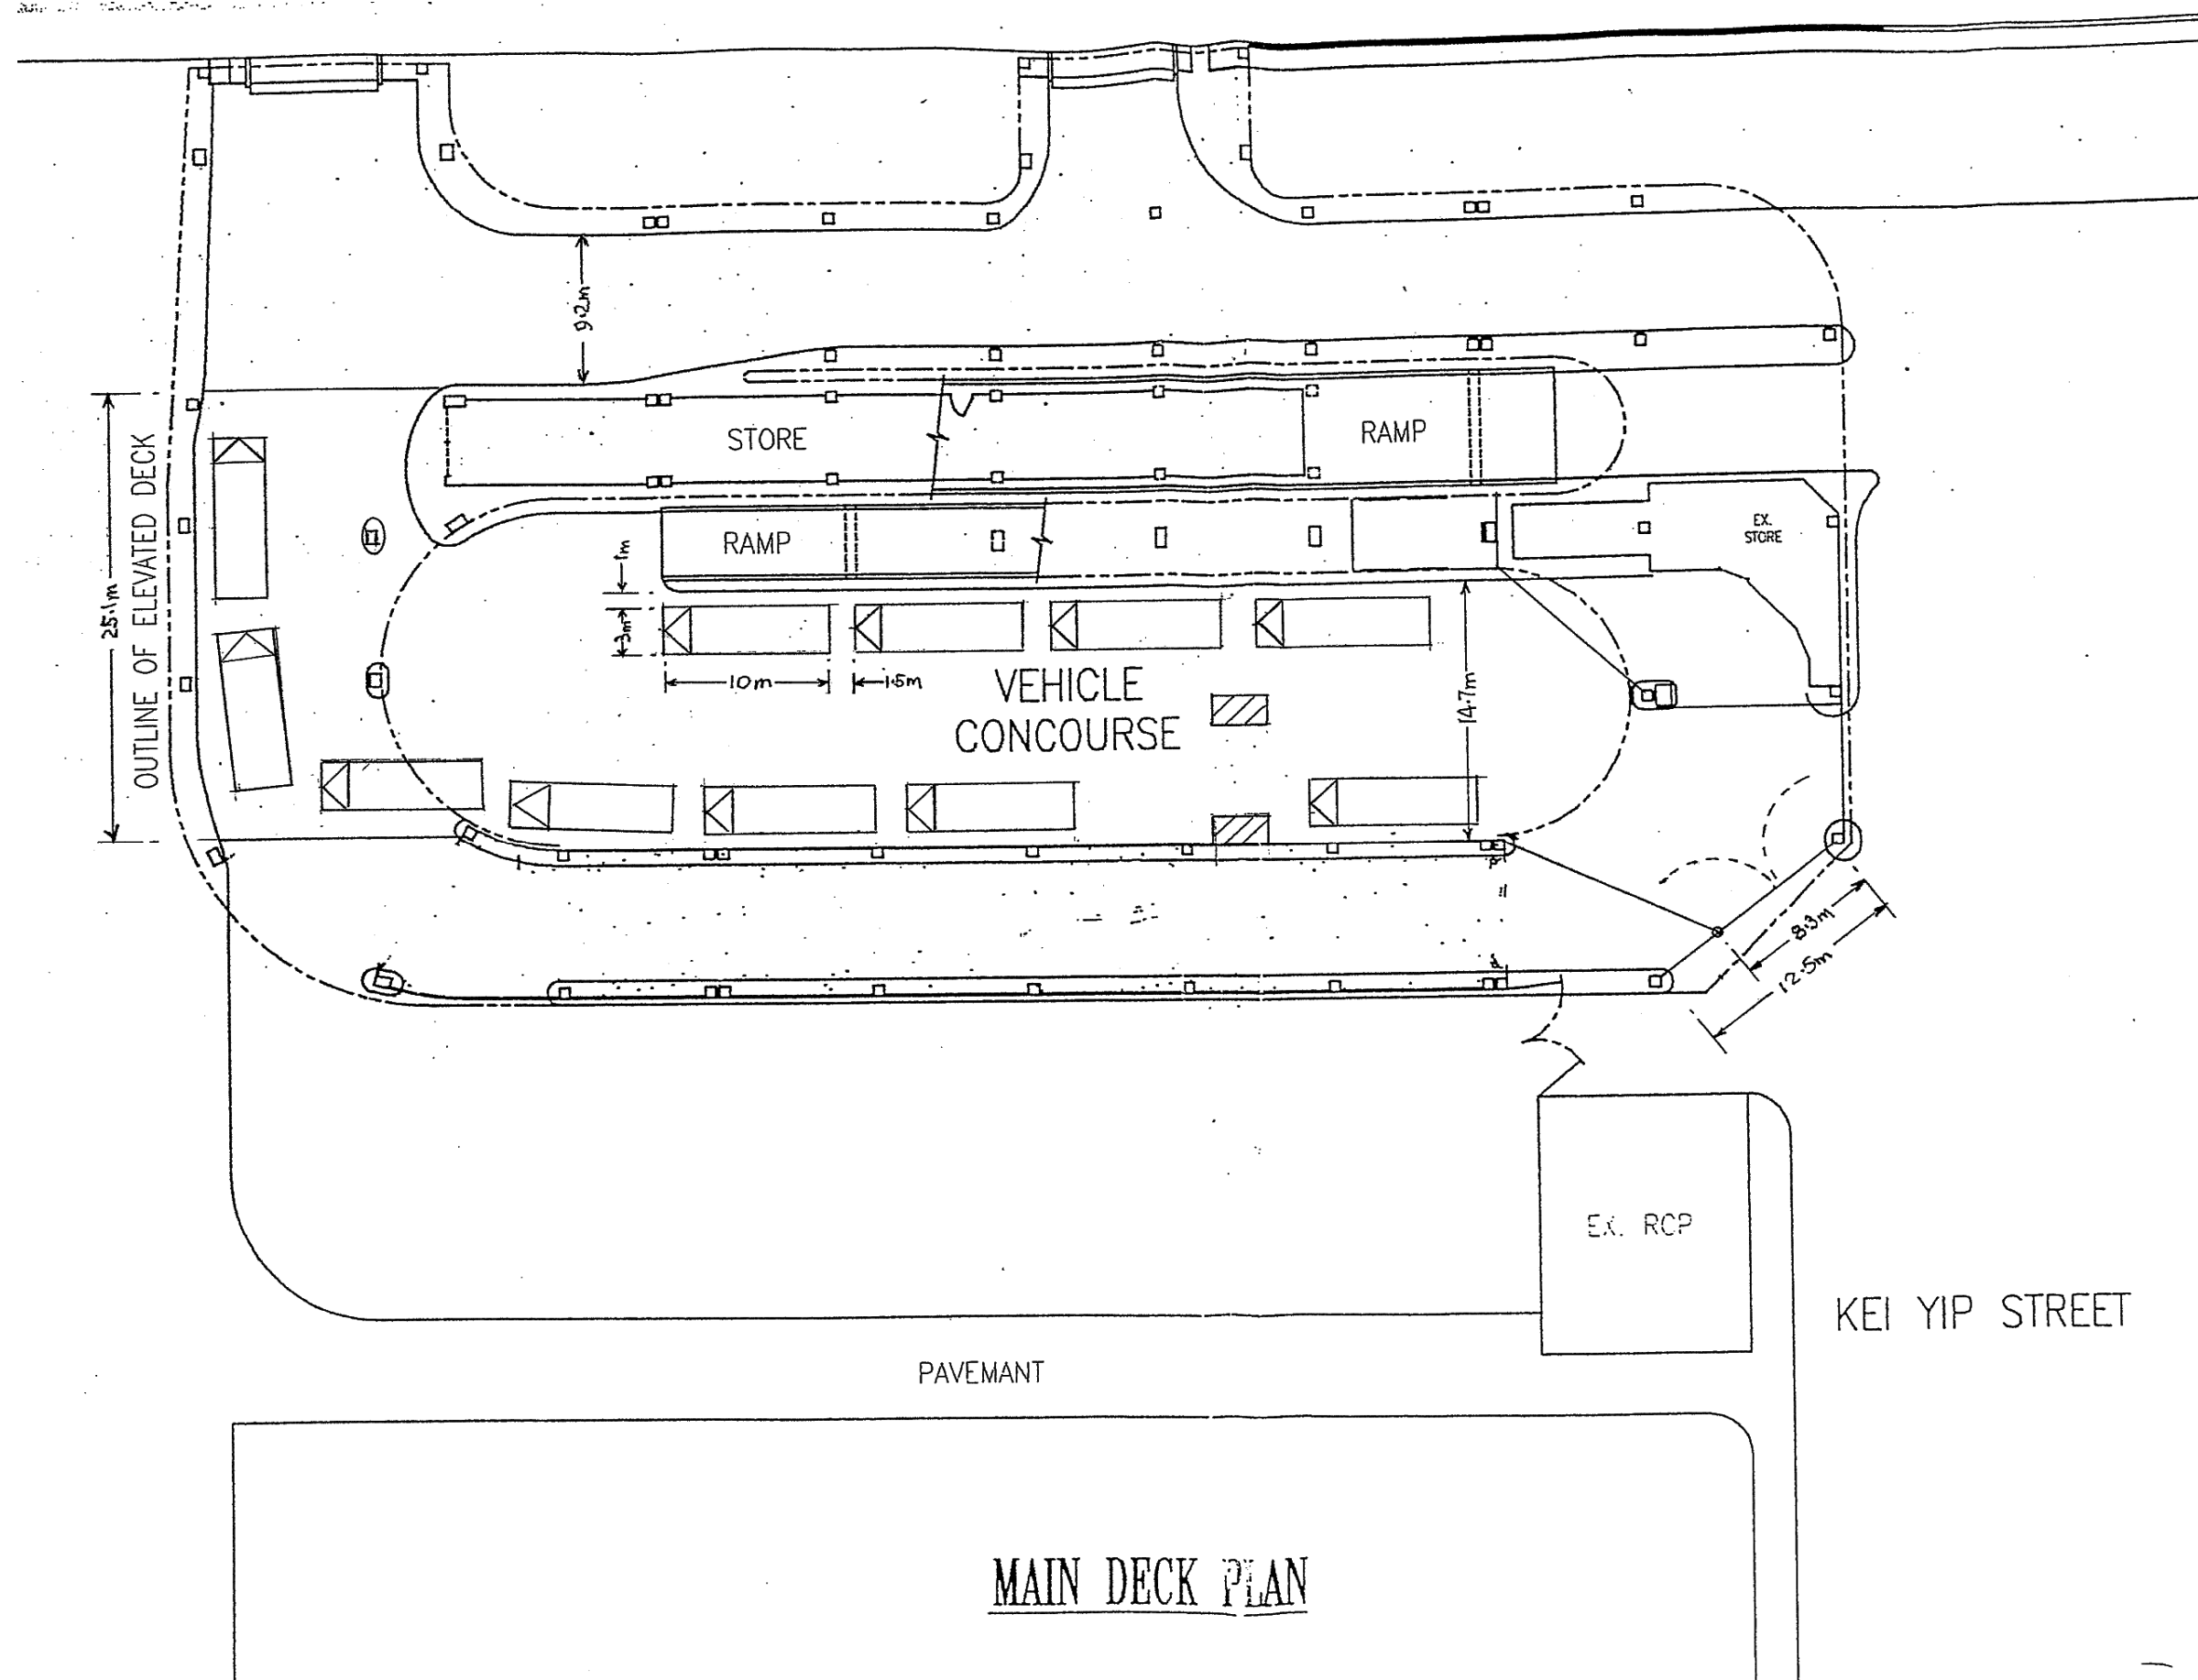 9.2m
STORE
RAMP
EX.
STORE
RAMP
1m
3m
25.1m
OUTLINE OF ELEVATED DECK
10m
1.5m
VEHICLE
CONCOURSE
14.7m
8.3m
12.5m
EX. RCP
KEI YIP STREET
PAVEMANT
MAIN DECK PLAN